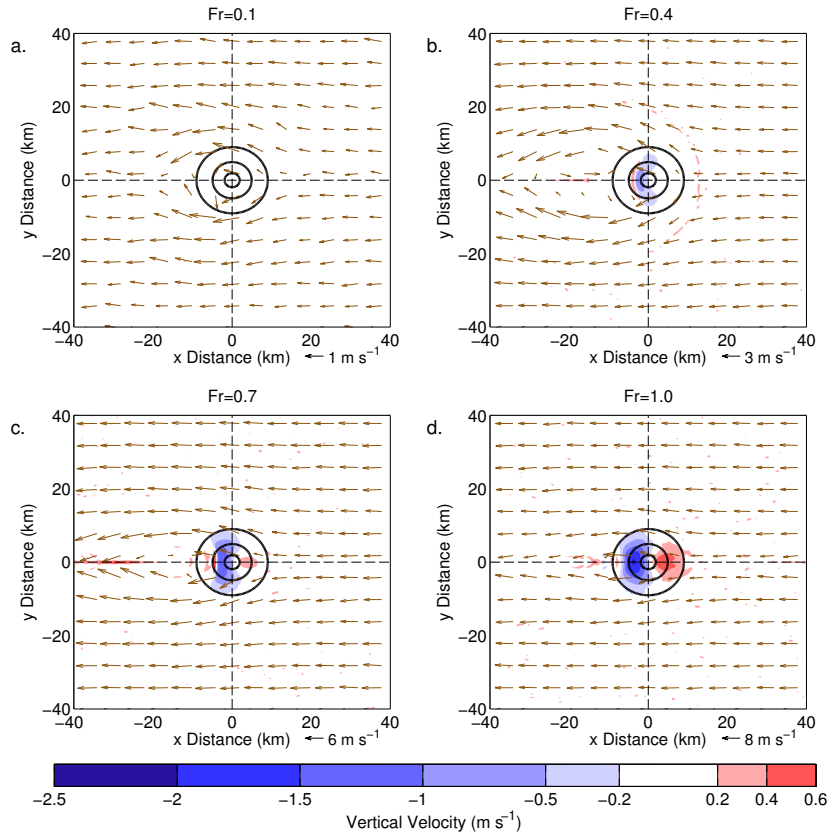 Fr=0.1
a.
40
20
0
−20
−40
y Distance (km)
−40 −20 0 20 40
x Distance (km)
1 m s⁻¹
Fr=0.4
b.
40
20
0
−20
−40
y Distance (km)
−40 −20 0 20 40
x Distance (km)
3 m s⁻¹
Fr=0.7
c.
40
20
0
−20
−40
y Distance (km)
−40 −20 0 20 40
x Distance (km)
6 m s⁻¹
Fr=1.0
d.
40
20
0
−20
−40
y Distance (km)
−40 −20 0 20 40
x Distance (km)
8 m s⁻¹
−2.5 −2 −1.5 −1 −0.5 −0.2 0.2 0.4 0.6
Vertical Velocity (m s⁻¹)